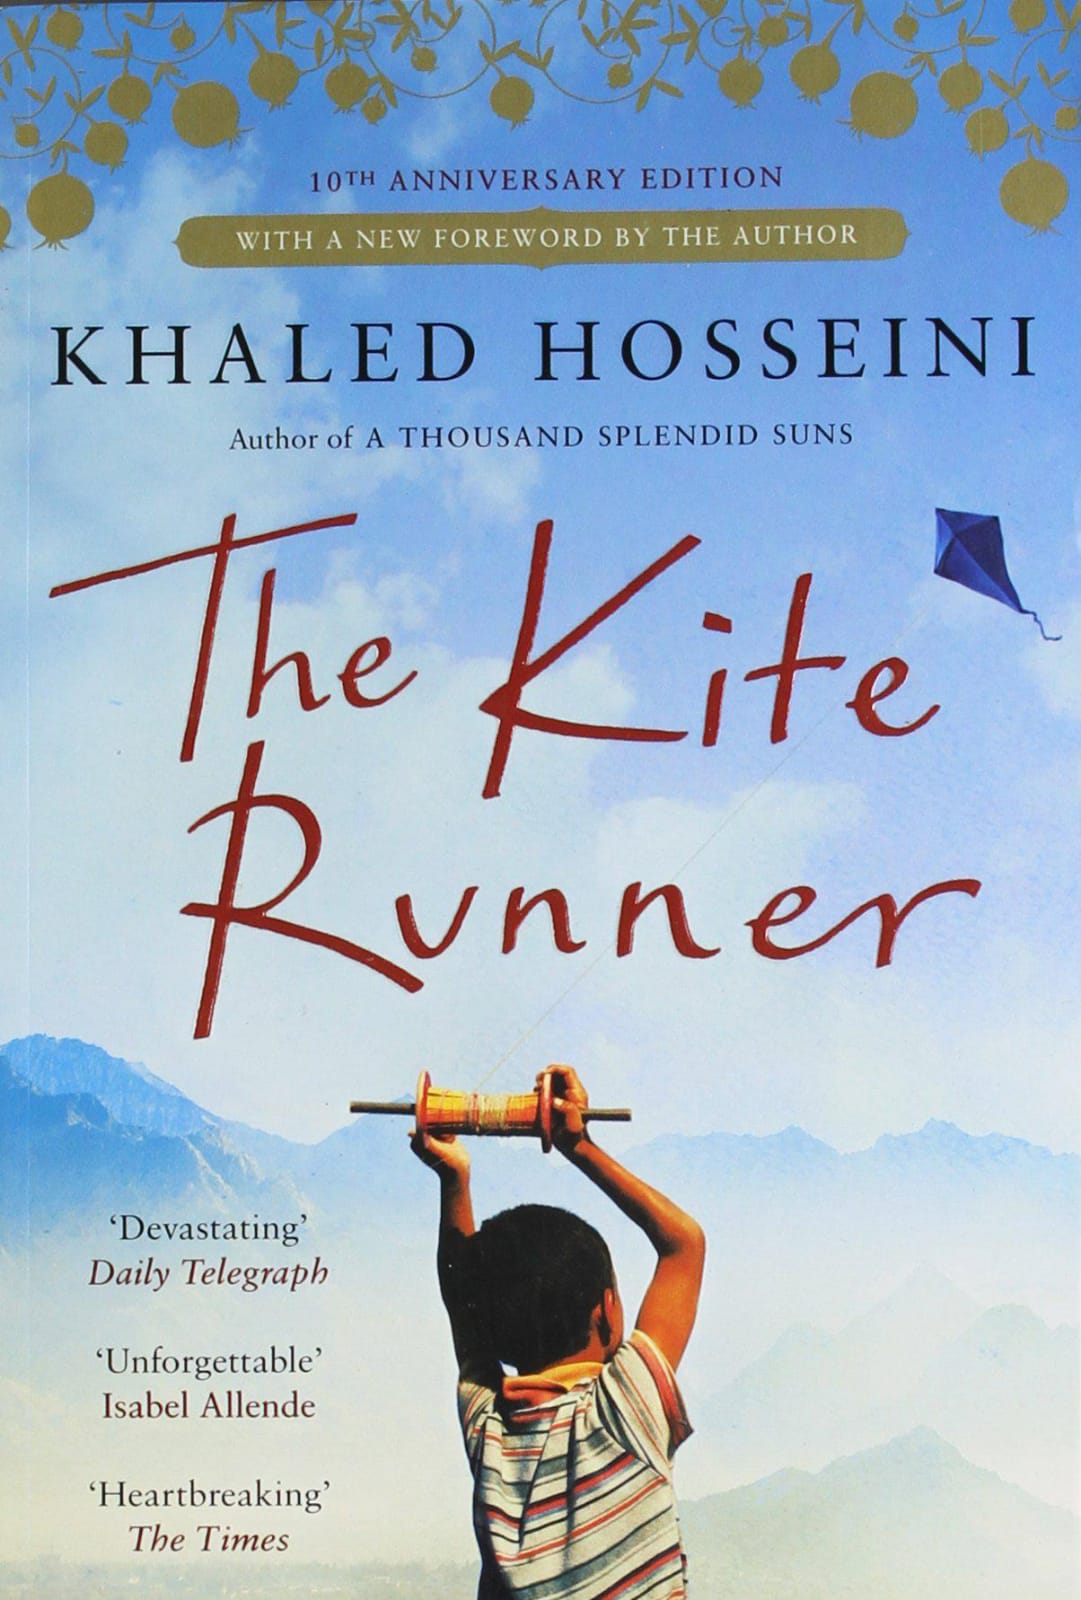 10TH ANNIVERSARY EDITION
WITH A NEW FOREWORD BY THE AUTHOR
KHALED HOSSEINI
Author of A THOUSAND SPLENDID SUNS
The Kite
Runner
‘Devastating’
Daily Telegraph
‘Unforgettable’
Isabel Allende
‘Heartbreaking’
The Times